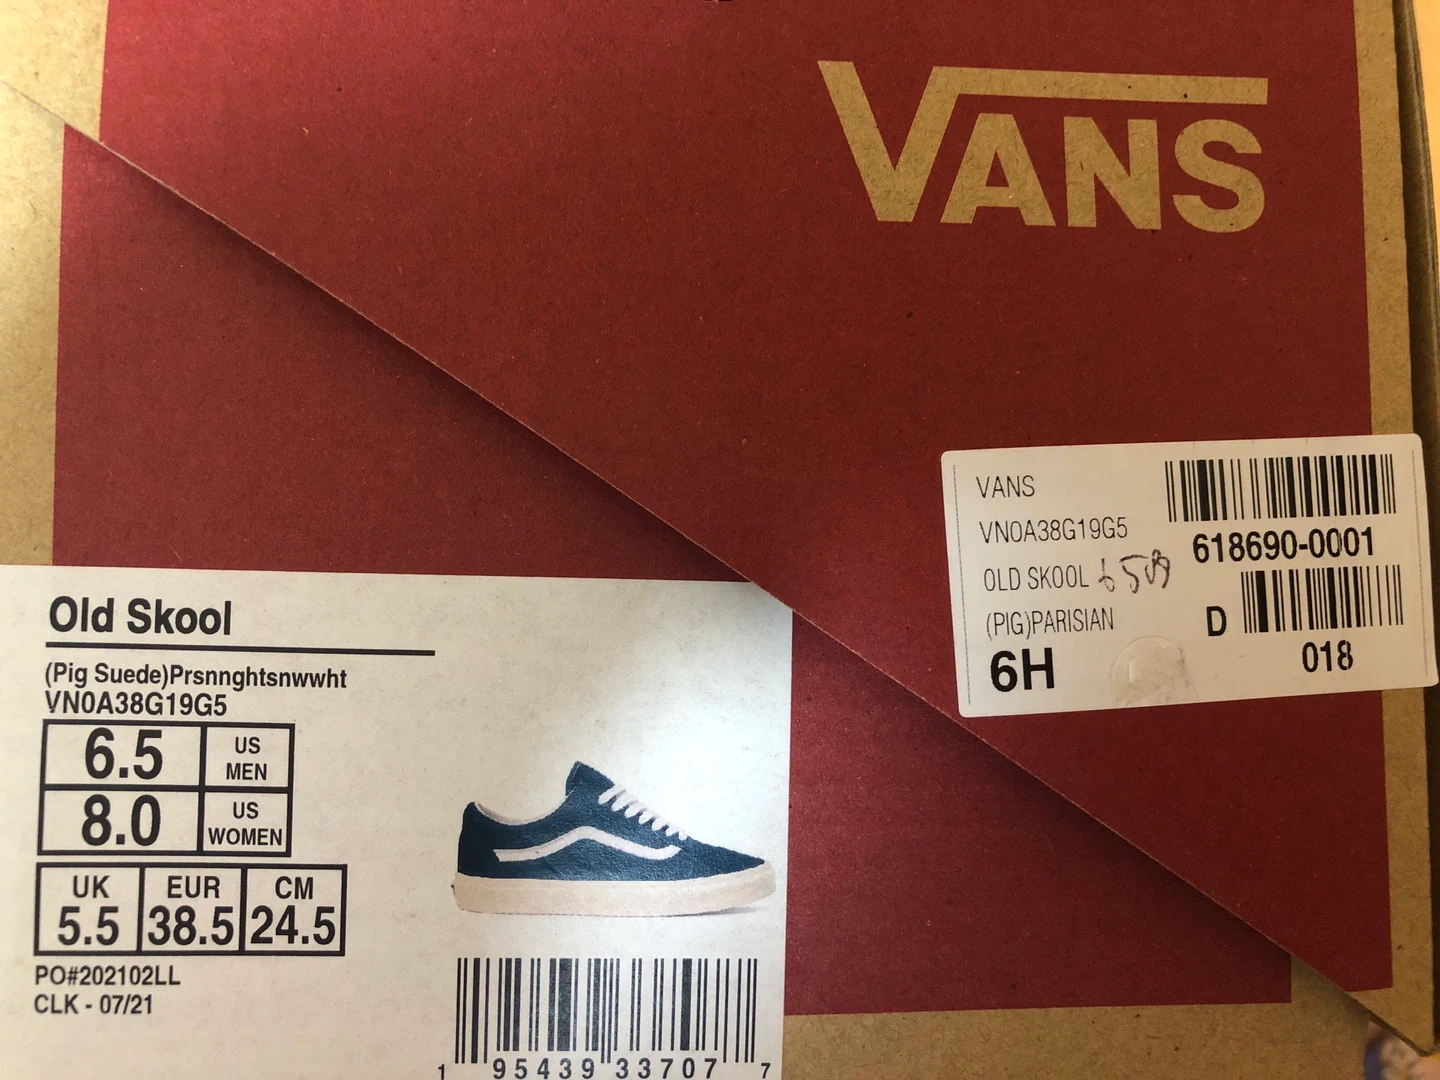 VANS
VANS
VN0A38G19G5
618690-0001
OLD SKOOL
(PIG)PARISIAN
D
018
6H
Old Skool
(Pig Suede)Prsnnghtsnwwht
VN0A38G19G5
6.5 US MEN
8.0 US WOMEN
UK EUR CM
5.5 38.5 24.5
PO#202102LL
CLK - 07/21
1 95439 33707 7